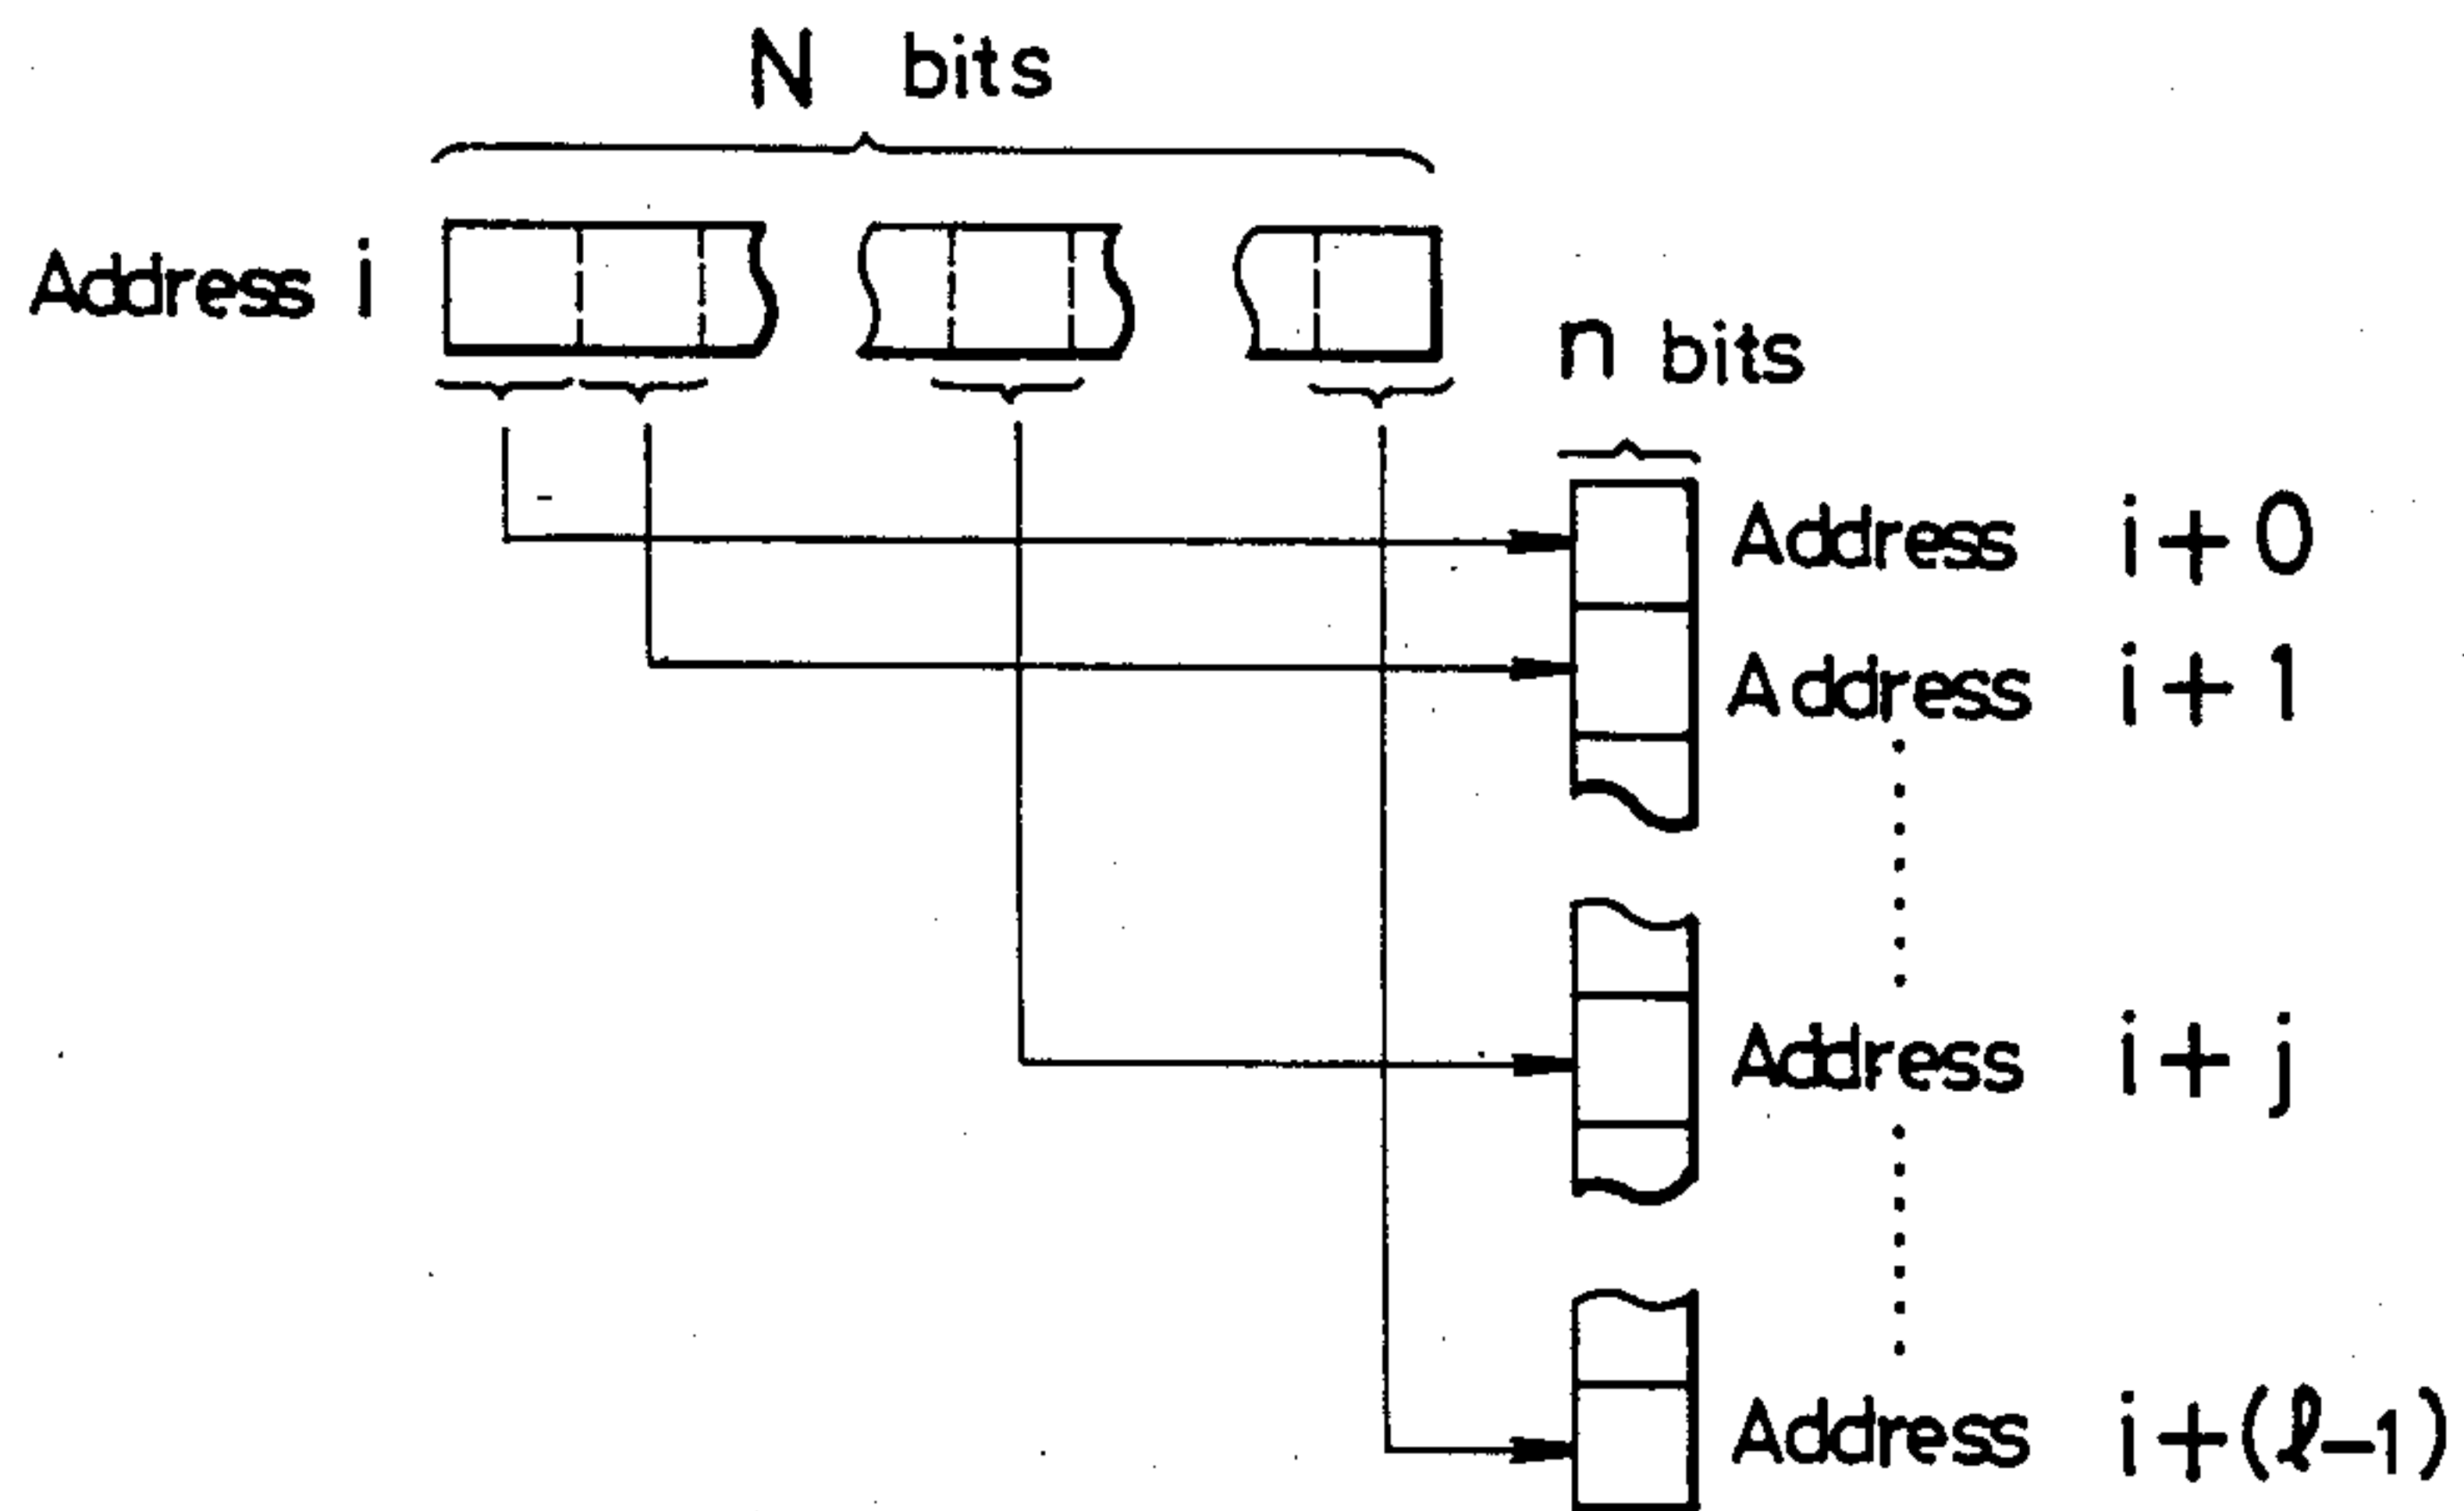 N bits
Address i
n bits
Address i+0
Address i+1
Address i+j
Address i+(ℓ-1)